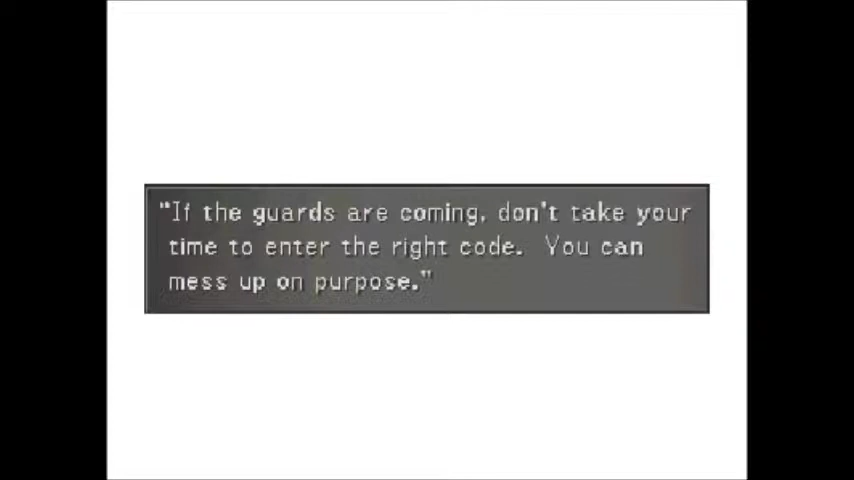 "If the guards are coming, don't take your
time to enter the right code. You can
mess up on purpose."